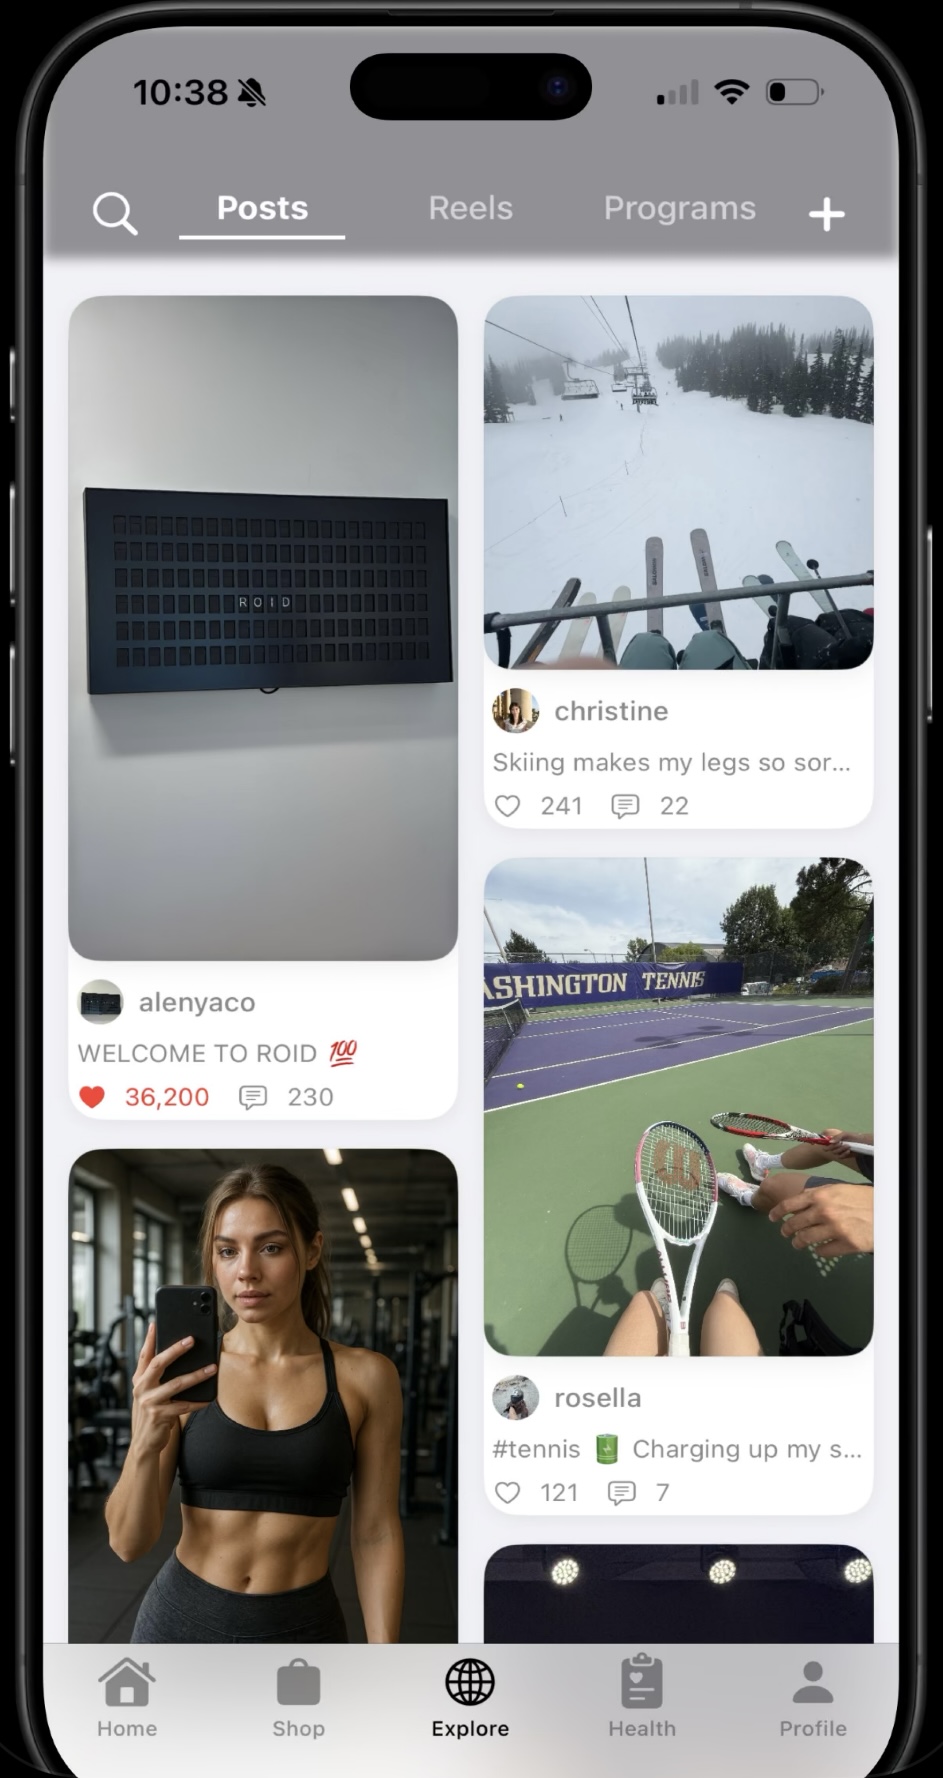 10:38
Posts Reels Programs
ROID
alenyaco
WELCOME TO ROID 💯
36,200 230
christine
Skiing makes my legs so sor...
241 22
ASHINGTON TENNIS
rosella
#tennis 🔋 Charging up my s...
121 7
Home Shop Explore Health Profile